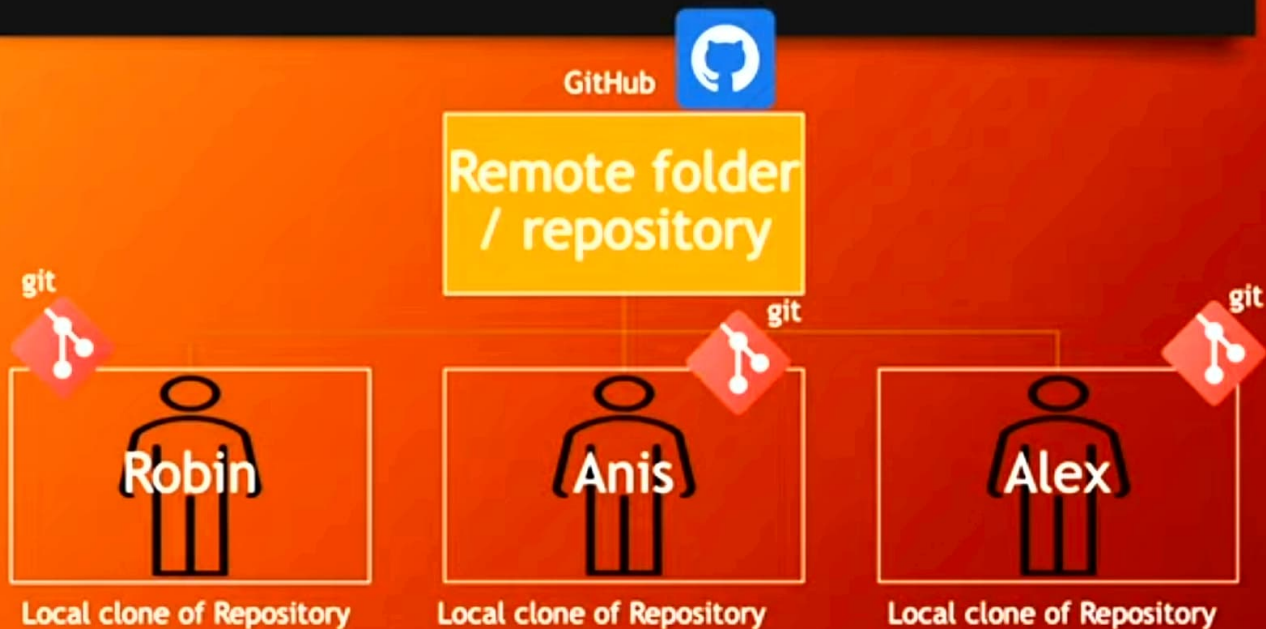 GitHub
Remote folder
/ repository
git
git
git
Robin
Anis
Alex
Local clone of Repository
Local clone of Repository
Local clone of Repository